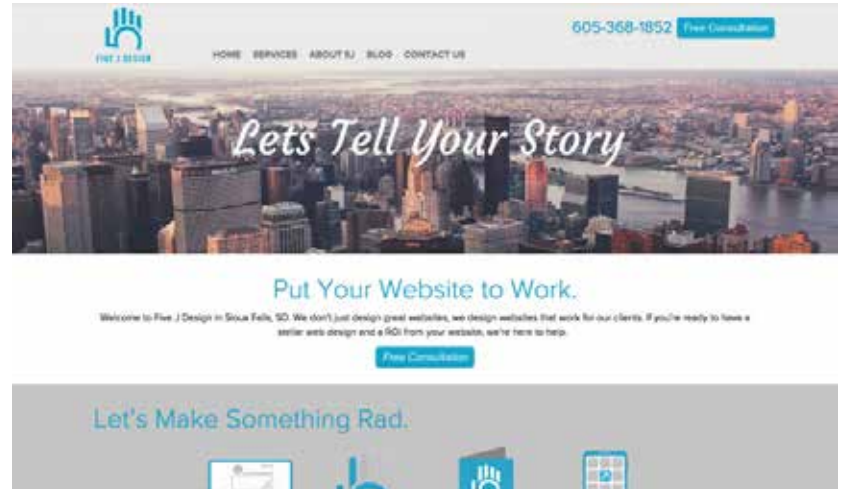 605-368-1852 Free Consultation
FIVE J DESIGN
HOME SERVICES ABOUT 5J BLOG CONTACT US
Lets Tell Your Story
Put Your Website to Work.
Welcome to Five J Design in Sioux Falls, SD. We don't just design great websites, we design websites that work for our clients. If you're ready to have a
stellar web design and a ROI from your website, we're here to help.
Free Consultation
Let's Make Something Rad.